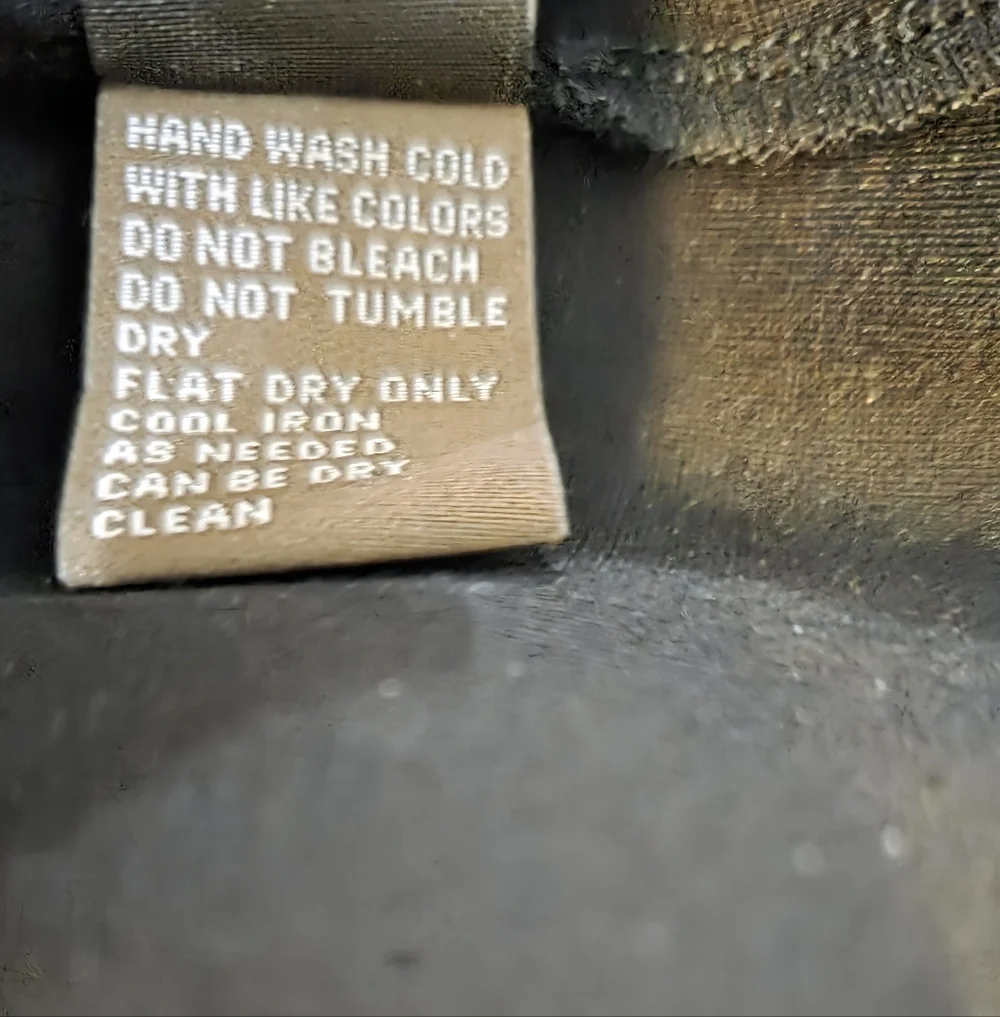 HAND WASH COLD
WITH LIKE COLORS
DO NOT BLEACH
DO NOT TUMBLE
DRY
FLAT DRY ONLY
COOL IRON
AS NEEDED
CAN BE DRY
CLEAN